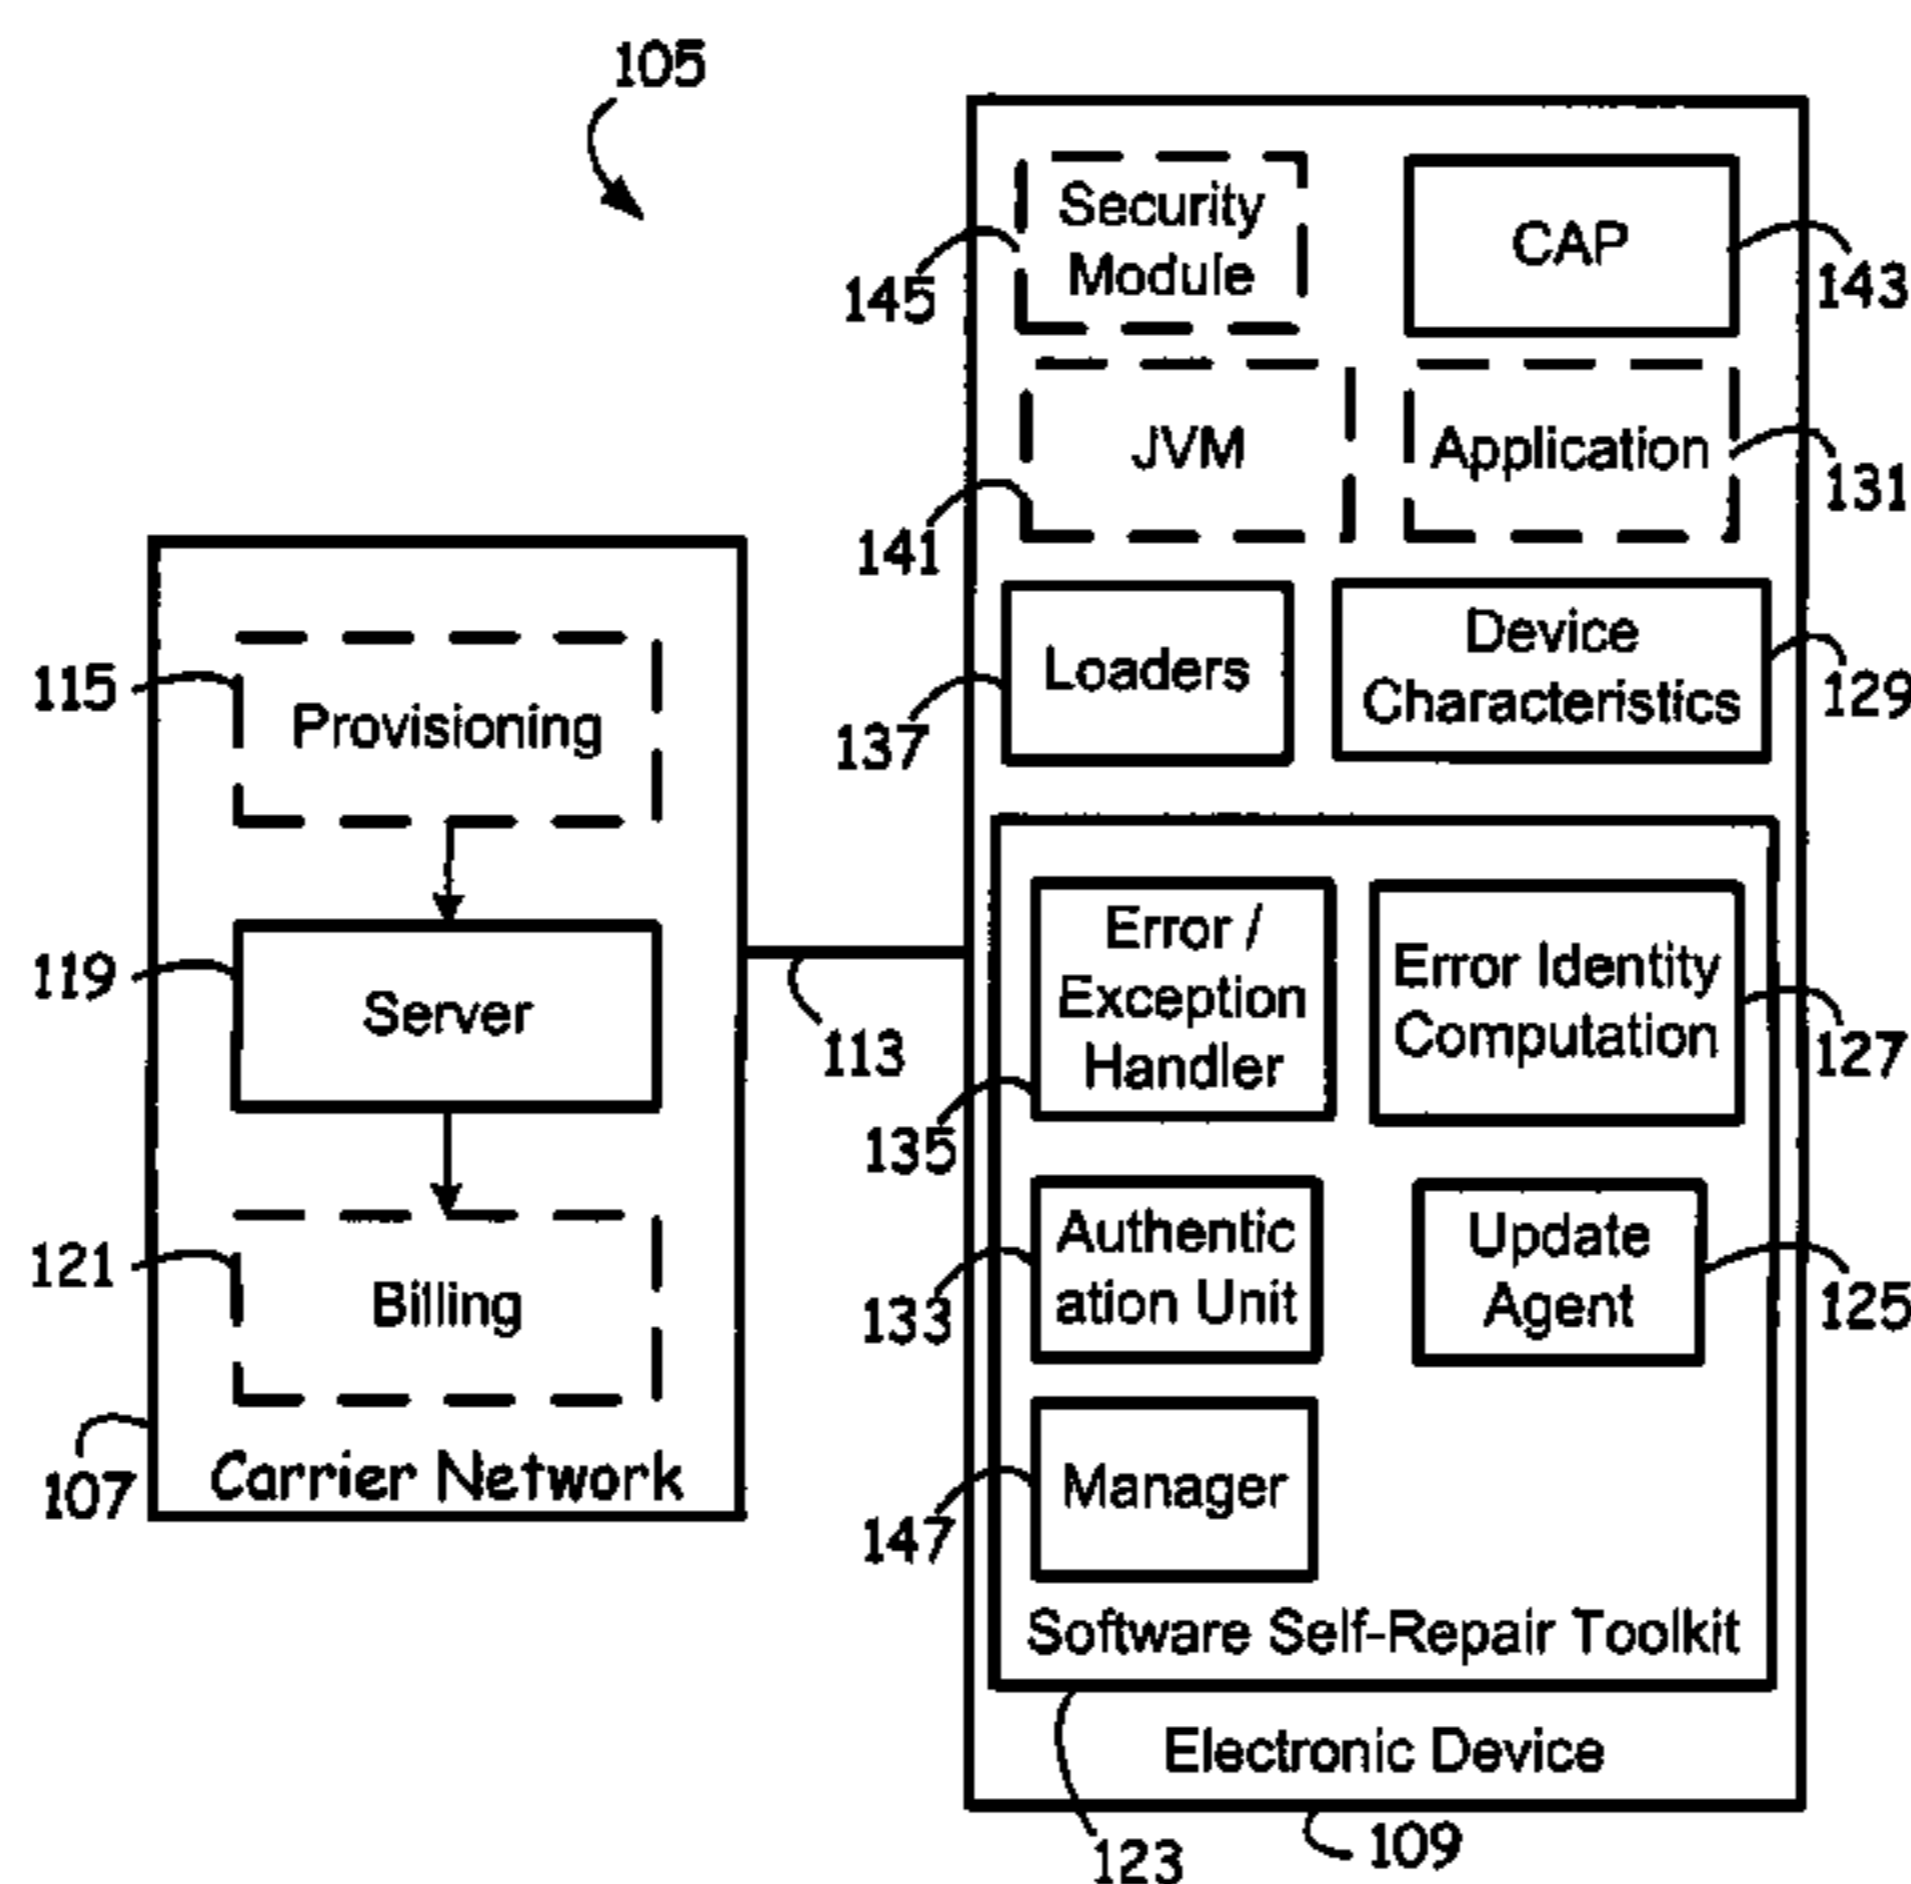 105
Security
Module
145
CAP
143
JVM
141
Application
131
Loaders
137
Device
Characteristics
129
115
Provisioning
119
Server
121
Billing
107
Carrier Network
113
Error /
Exception
Handler
135
Error Identity
Computation
127
Authentic
ation Unit
133
Update
Agent
125
Manager
147
Software Self-Repair Toolkit
123
Electronic Device
109